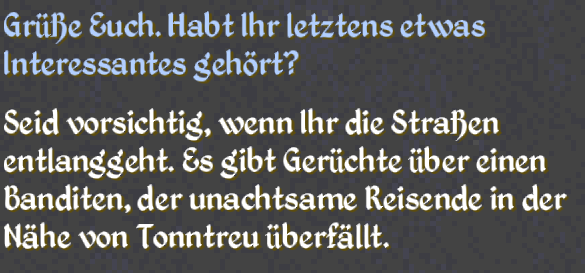 Grüße Euch. Habt Ihr letztens etwas
Interessantes gehört?
Seid vorsichtig, wenn Ihr die Straßen
entlanggeht. Es gibt Gerüchte über einen
Banditen, der unachtsame Reisende in der
Nähe von Tonntreu überfällt.